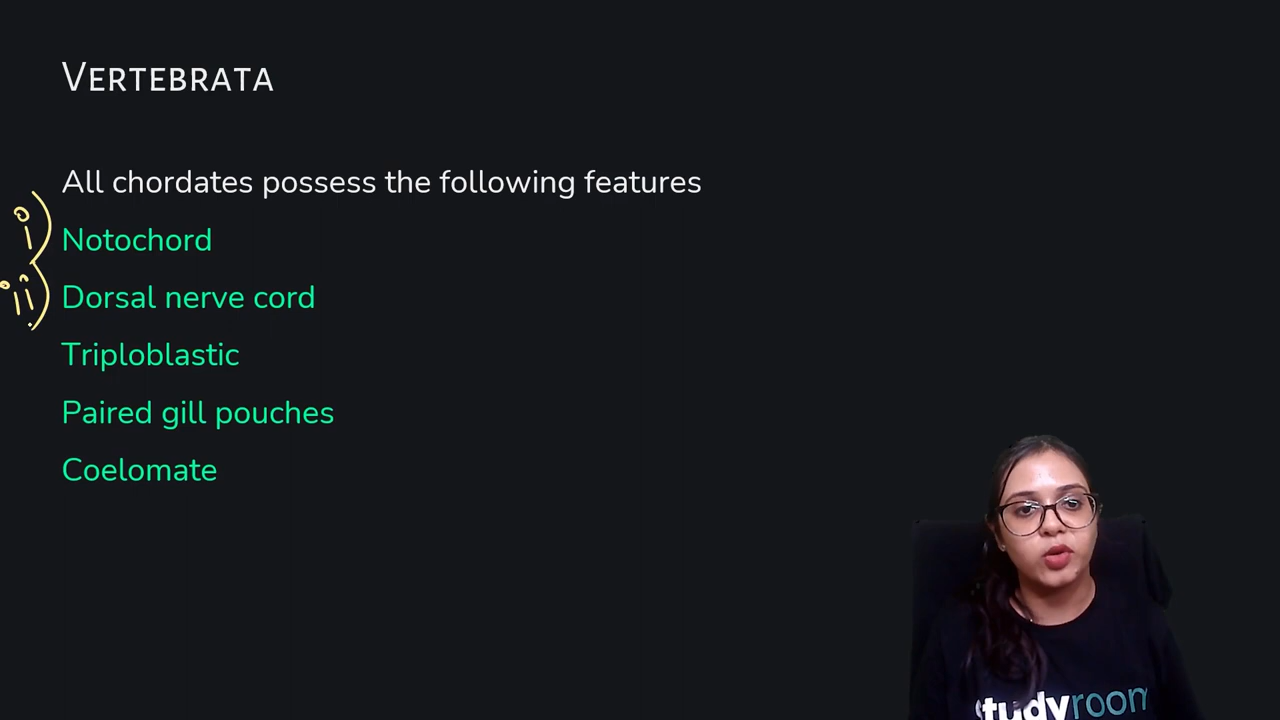 VERTEBRATA
All chordates possess the following features
i) Notochord
ii) Dorsal nerve cord
Triploblastic
Paired gill pouches
Coelomate
studyroom